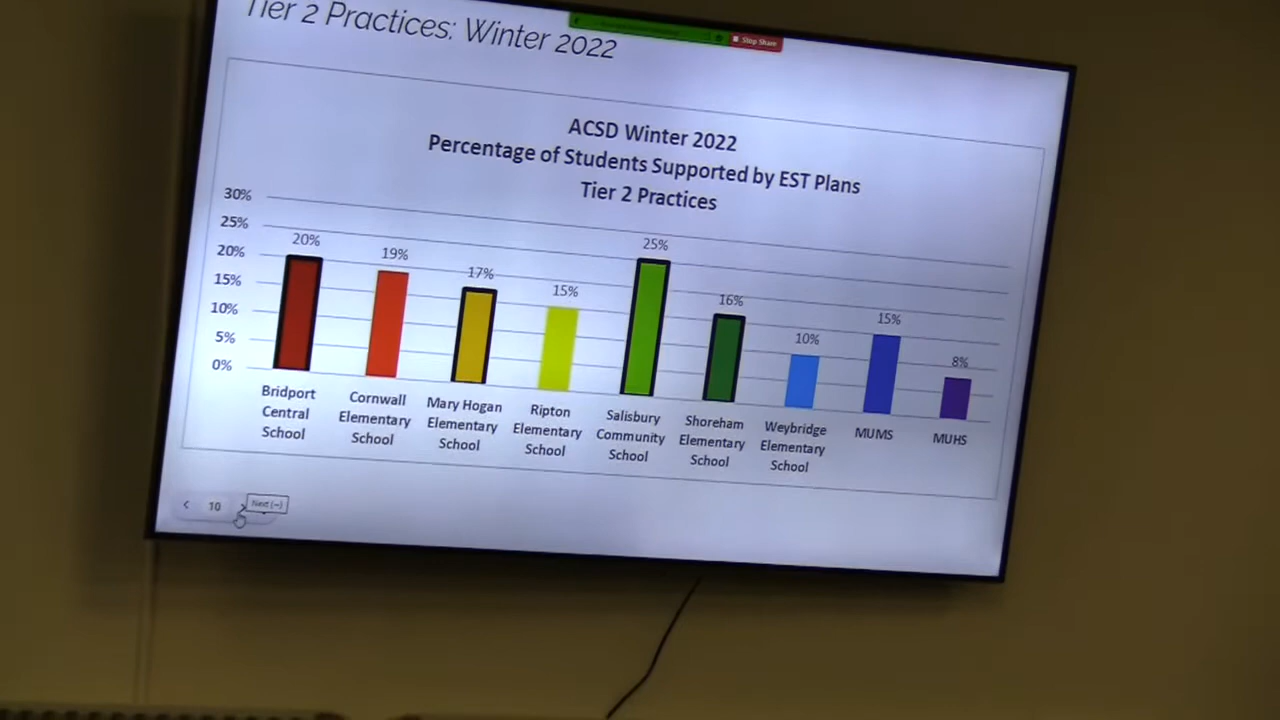 Tier 2 Practices: Winter 2022
Stop Share
ACSD Winter 2022
Percentage of Students Supported by EST Plans
Tier 2 Practices
30%
25%
20%
15%
10%
5%
0%
20%
19%
17%
15%
25%
16%
10%
15%
8%
Bridport
Central
School
Cornwall
Elementary
School
Mary Hogan
Elementary
School
Ripton
Elementary
School
Salisbury
Community
School
Shoreham
Elementary
School
Weybridge
Elementary
School
MUMS
MUHS
10
Next (→)